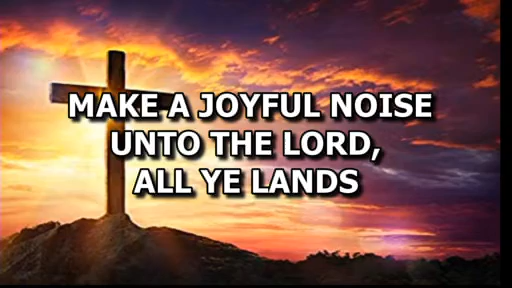 MAKE A JOYFUL NOISE
UNTO THE LORD,
ALL YE LANDS